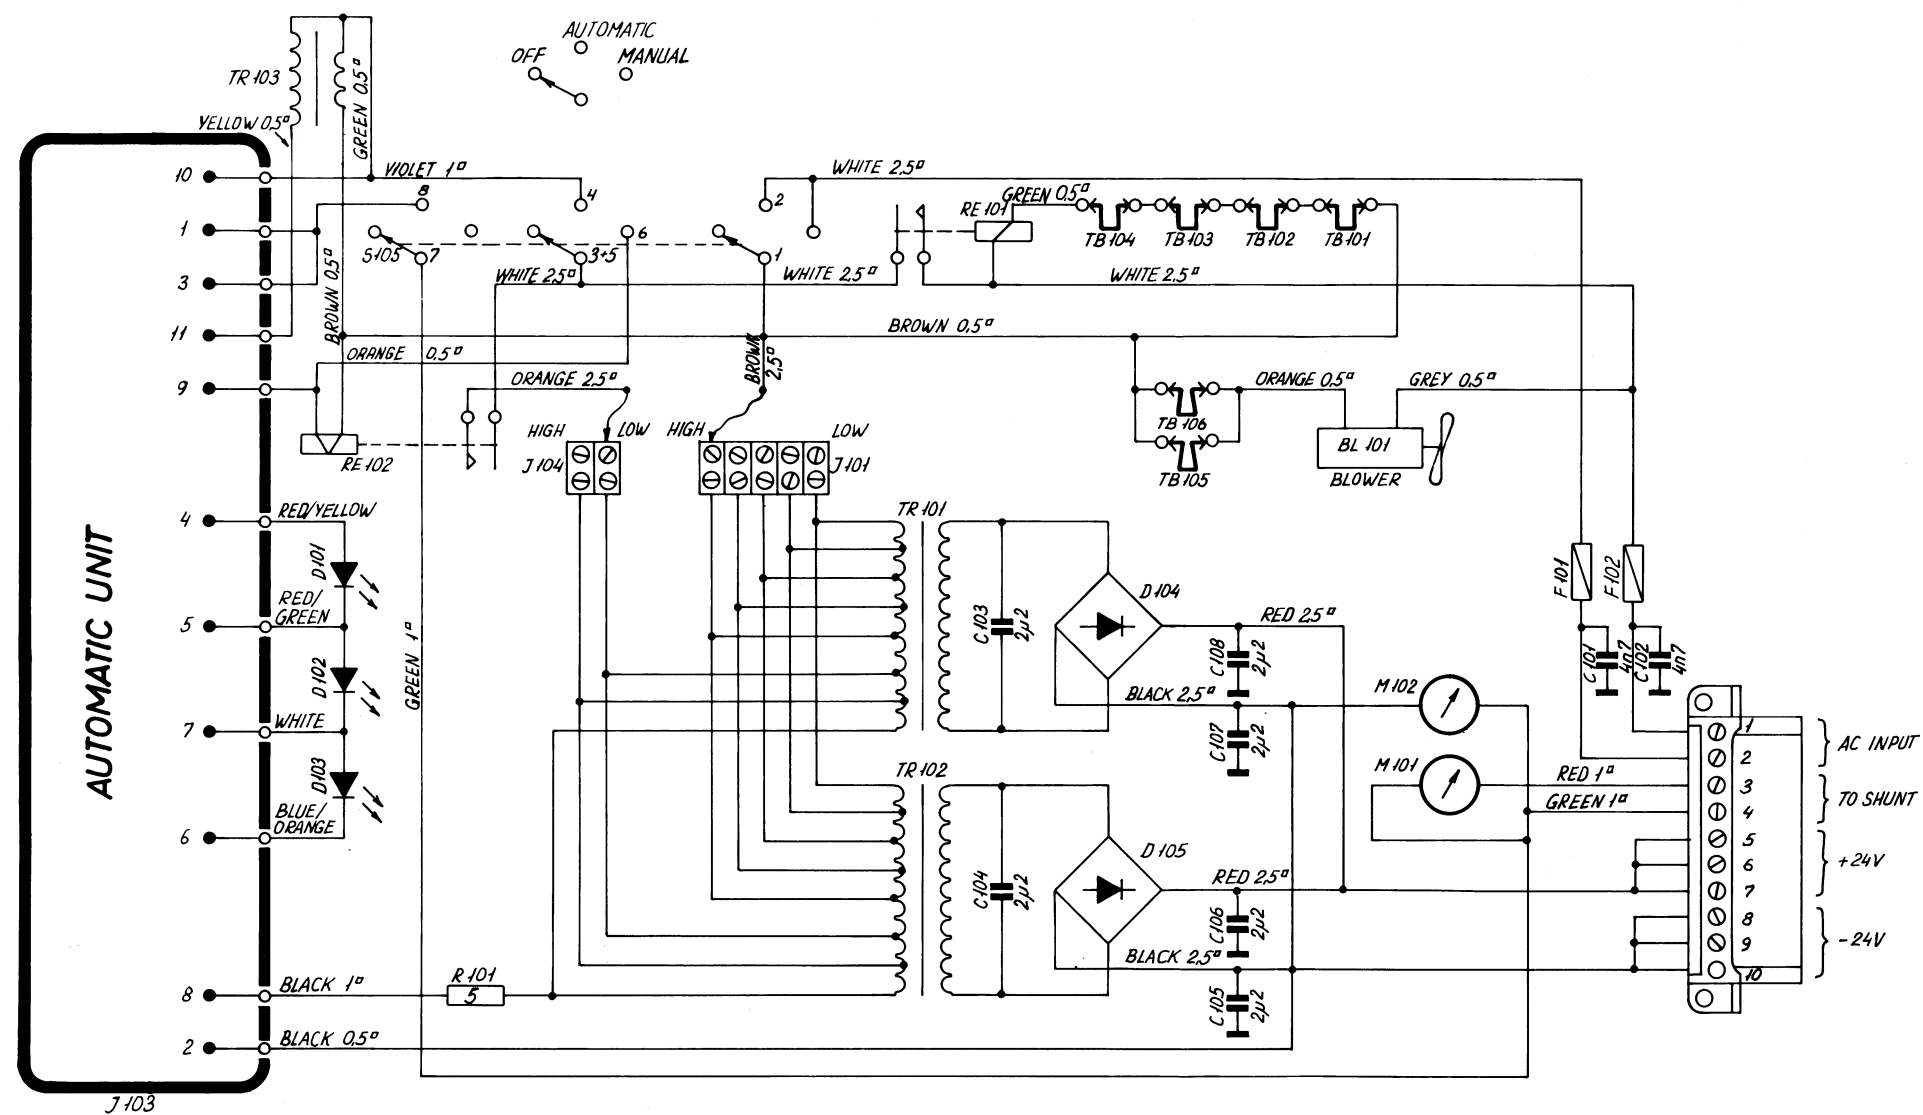 AUTOMATIC
OFF
MANUAL
TR 103
GREEN 0,5□
YELLOW 0,5□
10
VIOLET 1□
WHITE 2,5□
8
4
2
GREEN 0,5□
RE 101
1
6
S105
7
3+5
1
TB 104
TB 103
TB 102
TB 101
3
WHITE 2,5□
WHITE 2,5□
WHITE 2,5□
BROWN 0,5□
11
BROWN 0,5□
ORANGE 0,5□
BROWN 2,5□
9
ORANGE 2,5□
ORANGE 0,5□
GREY 0,5□
TB 106
HIGH
LOW
HIGH
LOW
RE 102
J 104
J 101
BL 101
TB 105
BLOWER
4
RED/YELLOW
TR 101
AUTOMATIC UNIT
D101
F101
F102
D 104
RED/
GREEN
5
C 103
2µ2
RED 2,5□
GREEN 1□
D102
C 108
2µ2
C 101
4n7
C 102
4n7
BLACK 2,5□
M 102
7
WHITE
C107
2µ2
1
AC INPUT
2
D103
TR 102
M 101
RED 1□
3
TO SHUNT
GREEN 1□
4
BLUE/
ORANGE
6
D 105
5
+24V
6
C104
2µ2
RED 2,5□
7
C 106
2µ2
8
-24V
9
BLACK 2,5□
10
R 101
8
BLACK 1□
5
C 105
2µ2
2
BLACK 0,5□
J 103